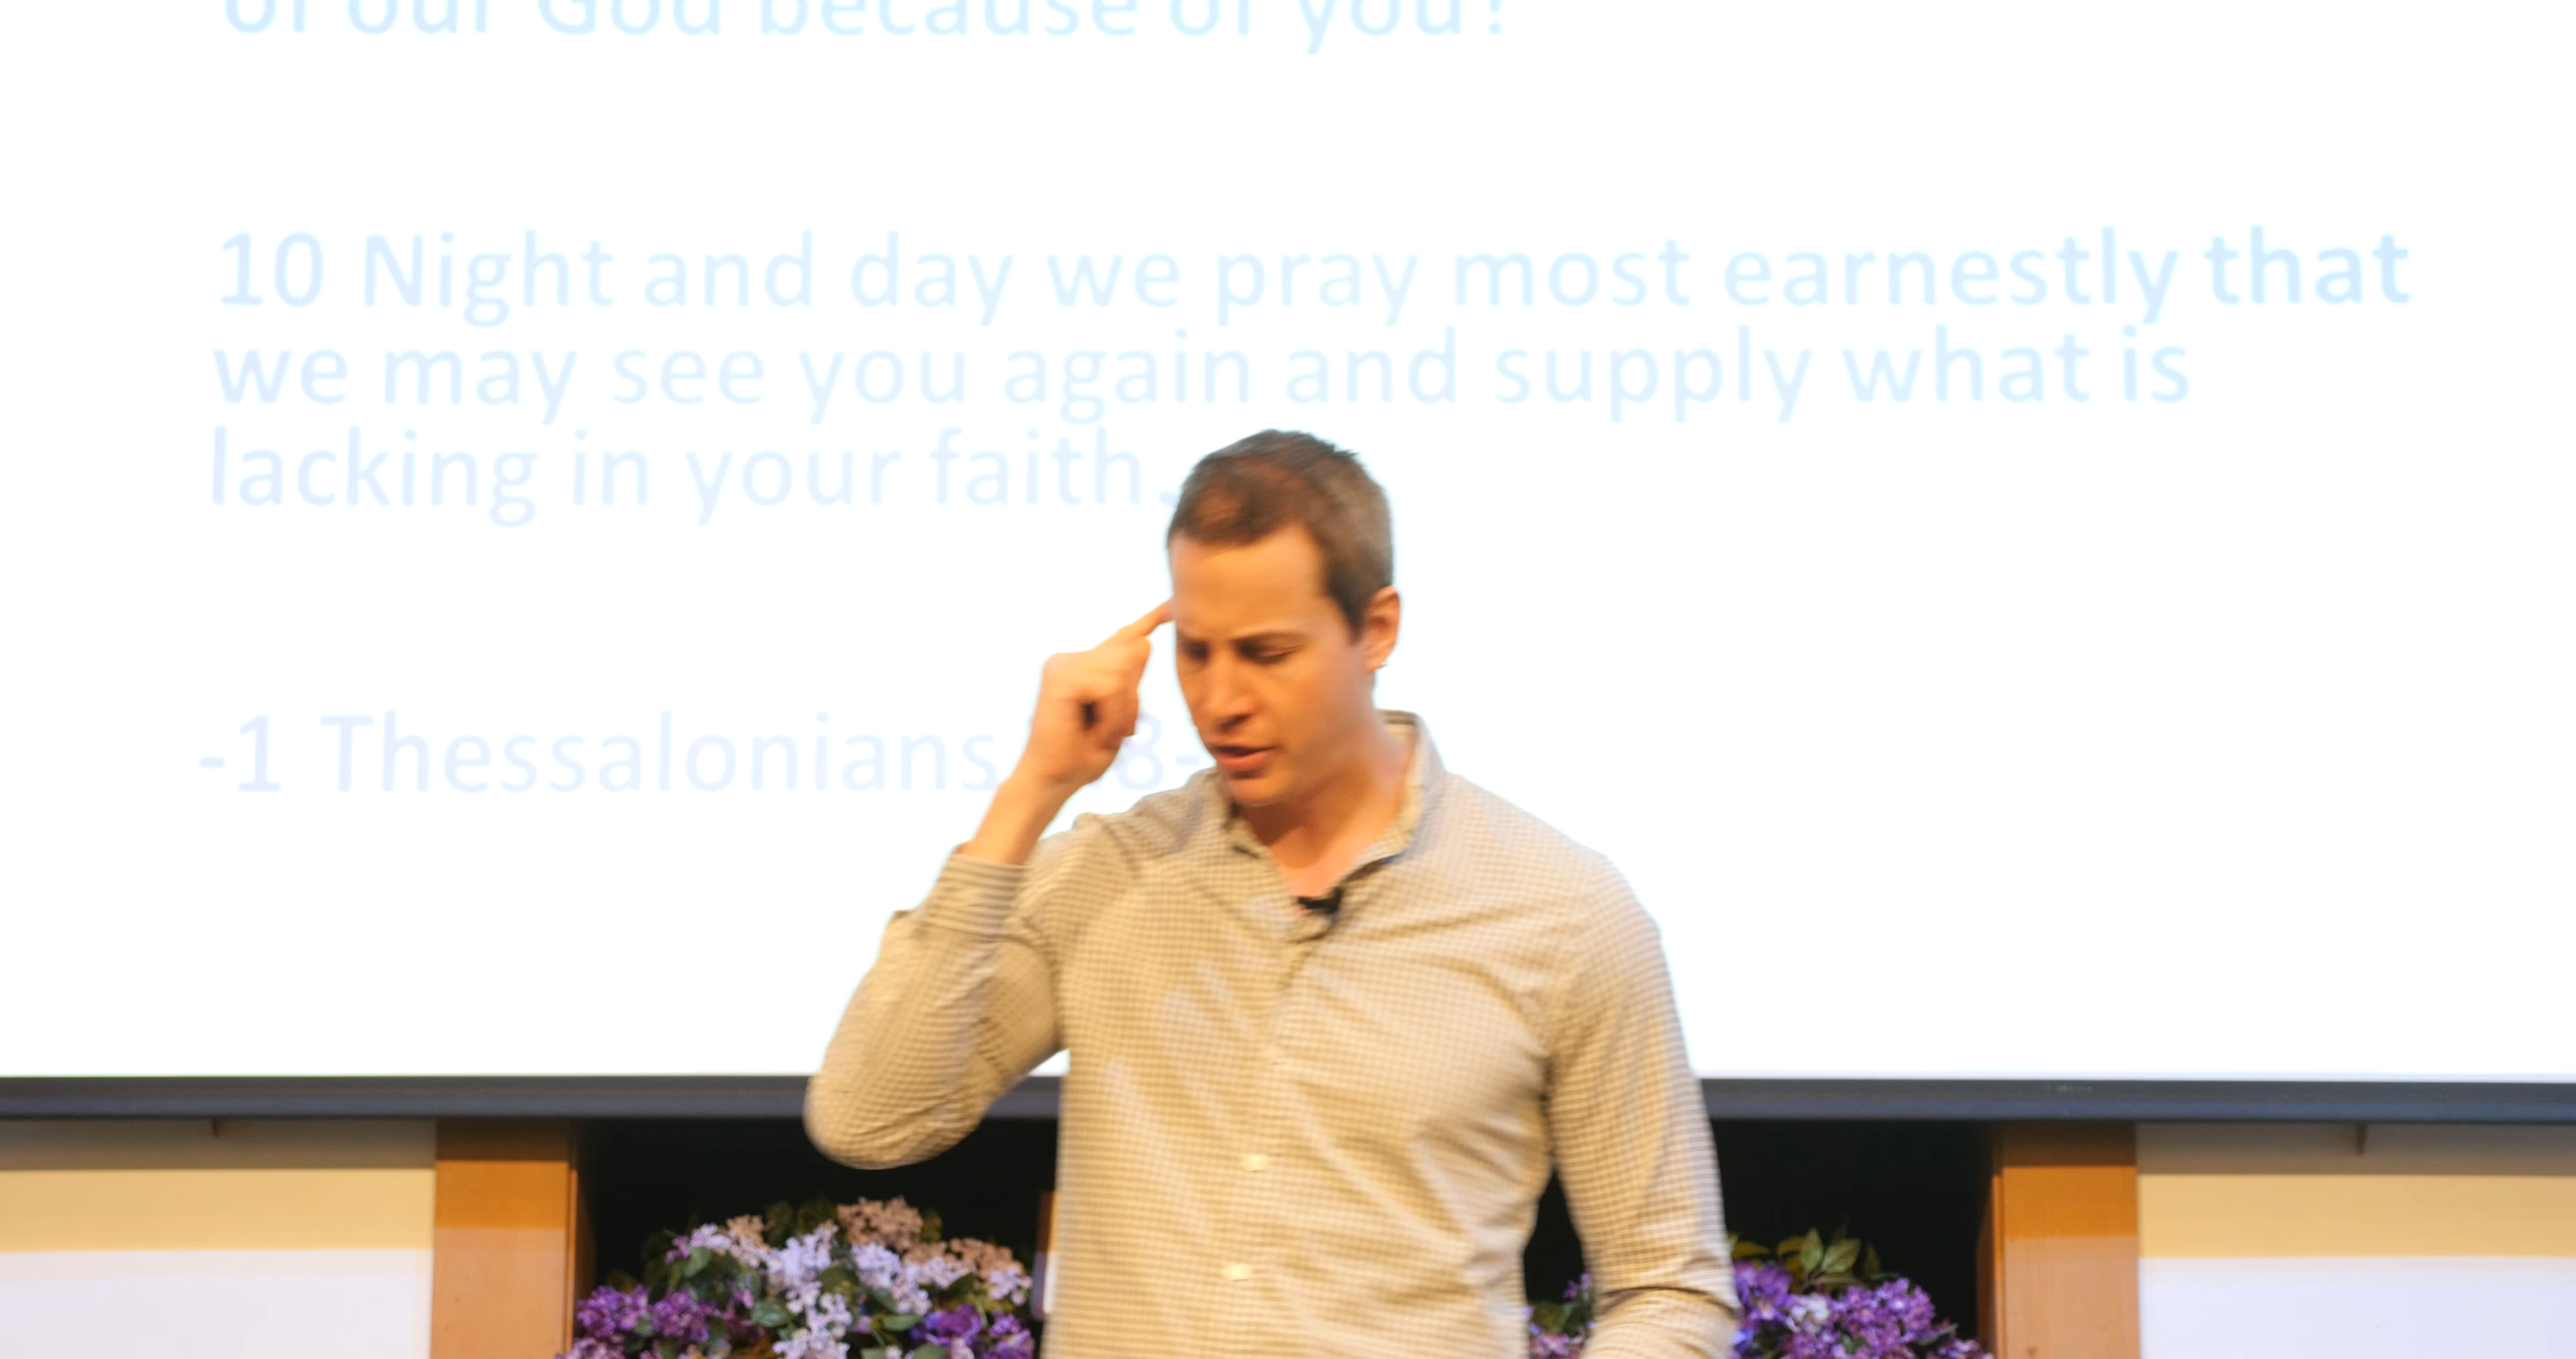 of our God because of you?
10 Night and day we pray most earnestly that
we may see you again and supply what is
lacking in your faith.
-1 Thessalonians 8-